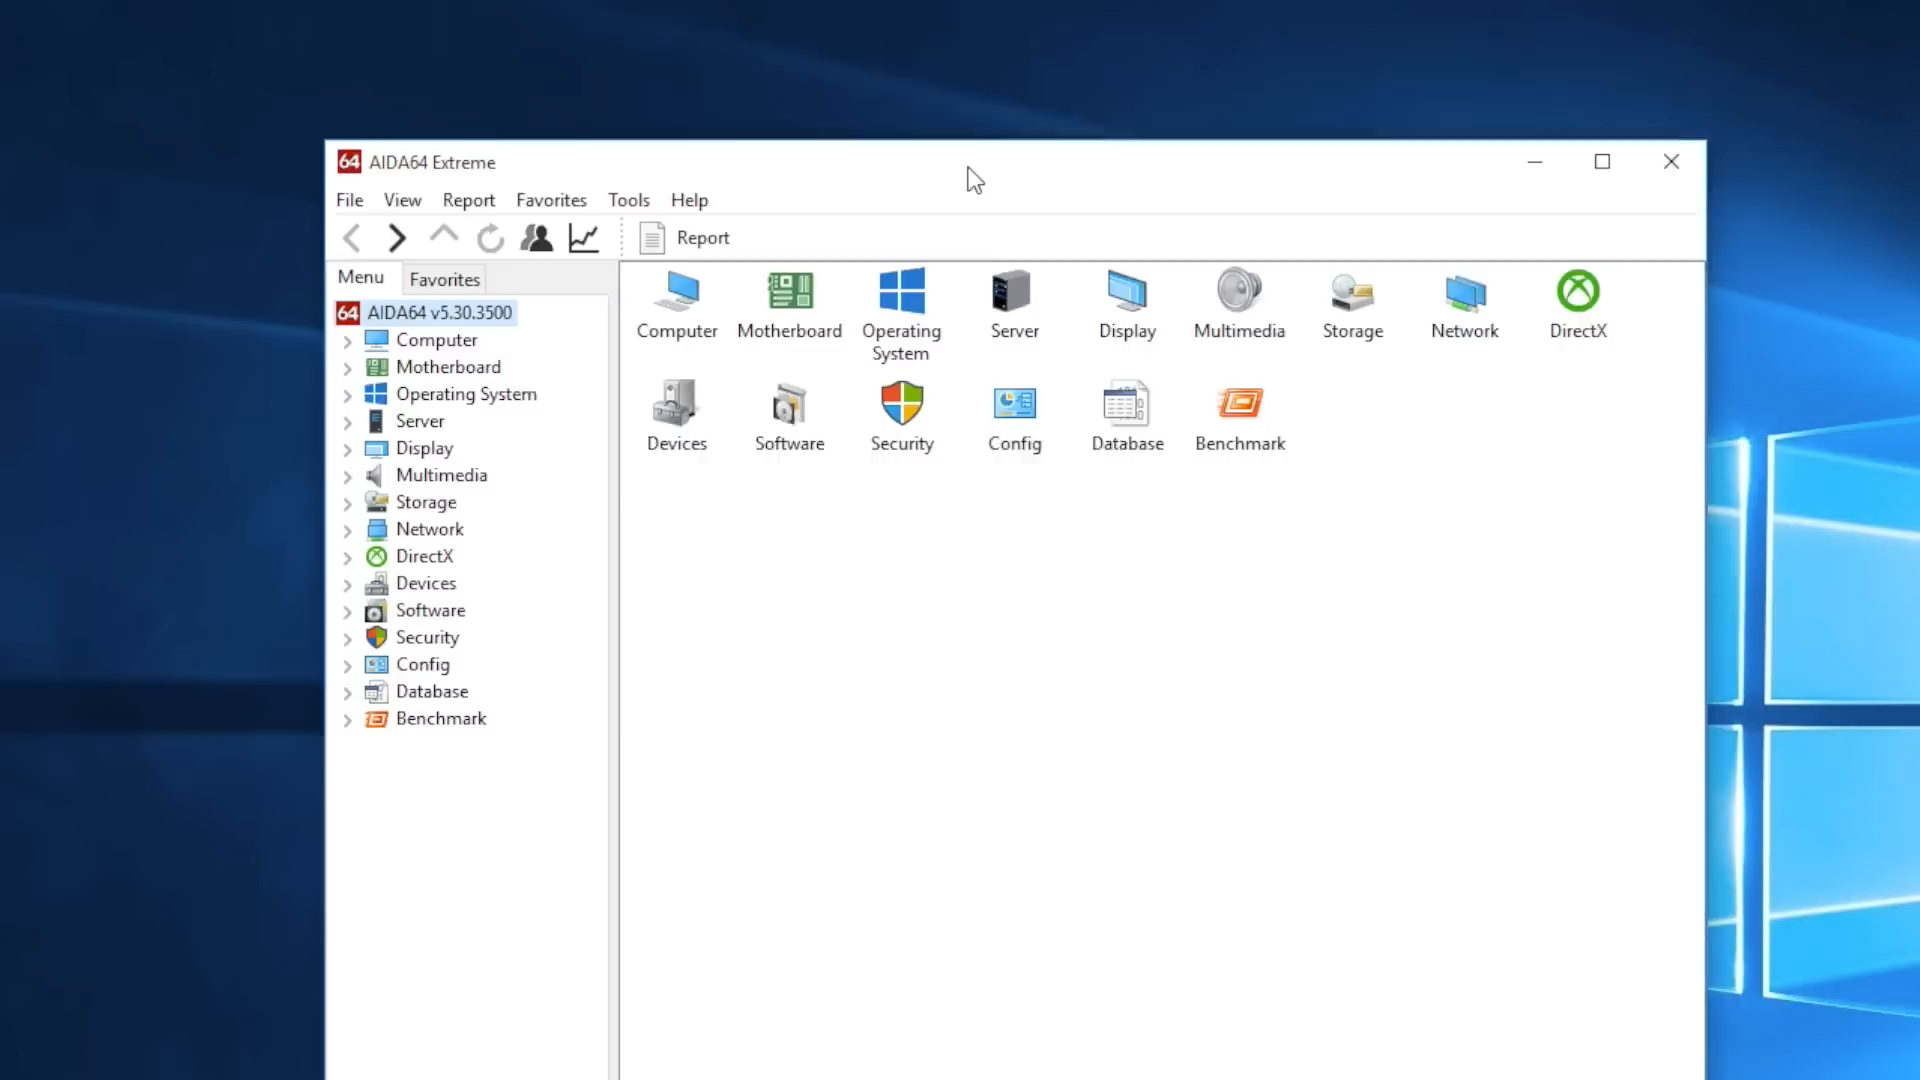 64 AIDA64 Extreme
File View Report Favorites Tools Help
Report
Menu Favorites
64 AIDA64 v5.30.3500
Computer
Motherboard
Operating System
Server
Display
Multimedia
Storage
Network
DirectX
Devices
Software
Security
Config
Database
Benchmark
Computer Motherboard Operating System Server Display Multimedia Storage Network DirectX
Devices Software Security Config Database Benchmark